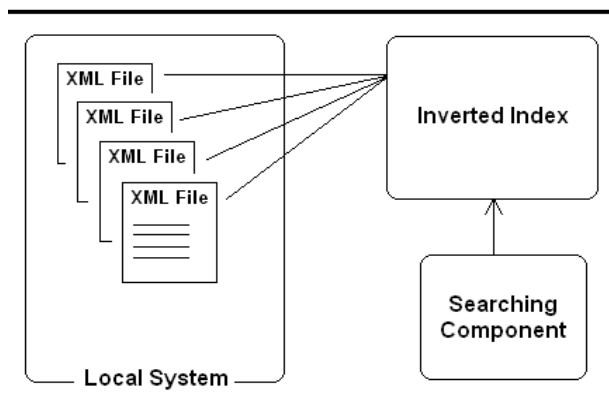 XML File
XML File
XML File
XML File
Inverted Index
Searching
Component
Local System